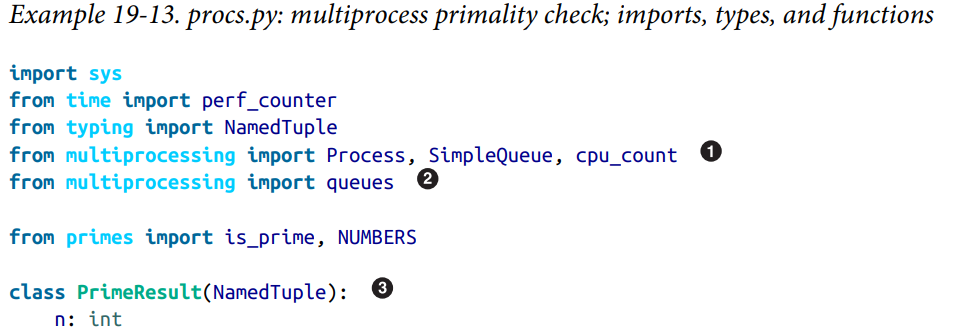 Example 19-13. procs.py: multiprocess primality check; imports, types, and functions
import sys
from time import perf_counter
from typing import NamedTuple
from multiprocessing import Process, SimpleQueue, cpu_count ❶
from multiprocessing import queues ❷
from primes import is_prime, NUMBERS
class PrimeResult(NamedTuple): ❸
    n: int